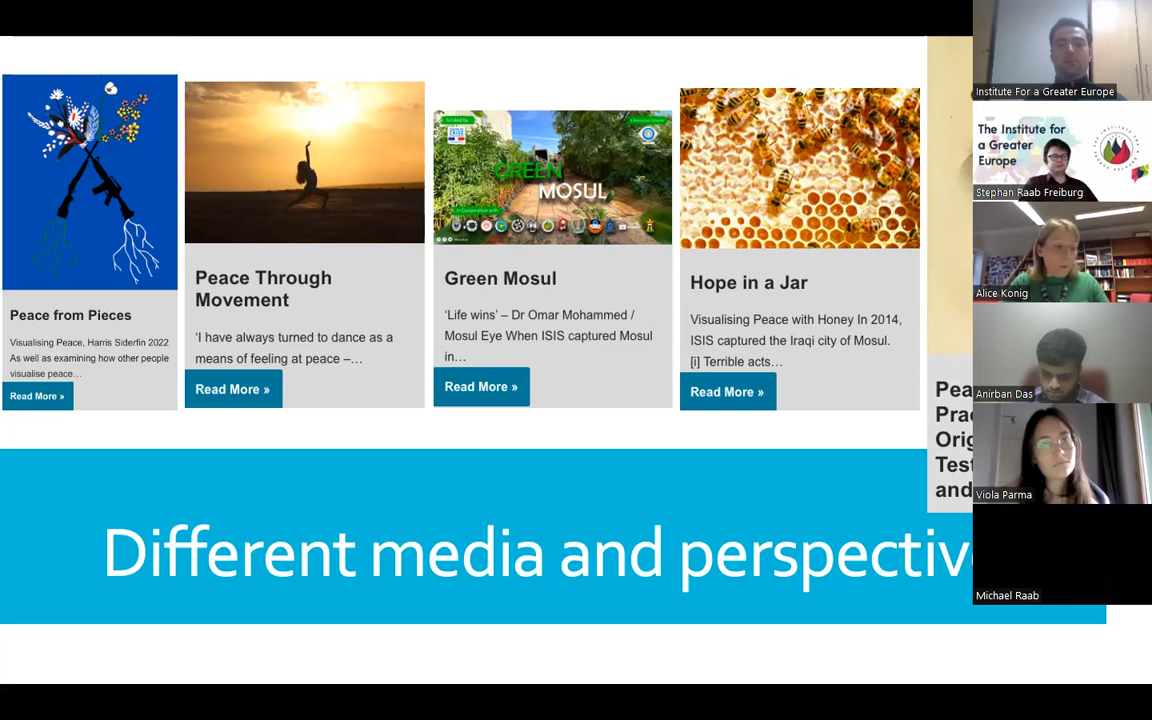 Peace from Pieces
Visualising Peace, Harris Siderfin 2022
As well as examining how other people
visualise peace…
Read More »
Peace Through
Movement
‘I have always turned to dance as a
means of feeling at peace –…
Read More »
GREEN
MOSUL
Green Mosul
‘Life wins’ – Dr Omar Mohammed /
Mosul Eye When ISIS captured Mosul
in…
Read More »
Hope in a Jar
Visualising Peace with Honey In 2014,
ISIS captured the Iraqi city of Mosul.
[i] Terrible acts…
Read More »
Pea
Prac
Orig
Test
and
Different media and perspectiv
Institute For a Greater Europe
The Institute for
a Greater
Europe
Stephan Raab Freiburg
Alice Konig
Anirban Das
Viola Parma
Michael Raab